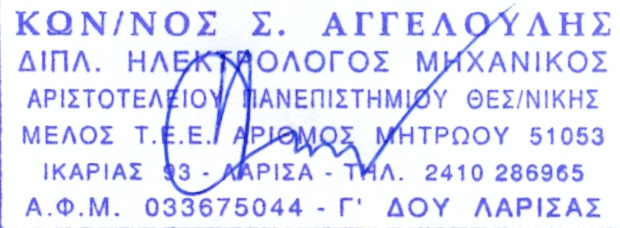 ΚΩΝ/ΝΟΣ Σ. ΑΓΓΕΛΟΥΛΗΣ
ΔΙΠΛ. ΗΛΕΚΤΡΟΛΟΓΟΣ ΜΗΧΑΝΙΚΟΣ
ΑΡΙΣΤΟΤΕΛΕΙΟΥ ΠΑΝΕΠΙΣΤΗΜΙΟΥ ΘΕΣ/ΝΙΚΗΣ
ΜΕΛΟΣ Τ.Ε.Ε. ΑΡΙΘΜΟΣ ΜΗΤΡΩΟΥ 51053
ΙΚΑΡΙΑΣ 93 - ΛΑΡΙΣΑ - ΤΗΛ. 2410 286965
Α.Φ.Μ. 033675044 - Γ' ΔΟΥ ΛΑΡΙΣΑΣ